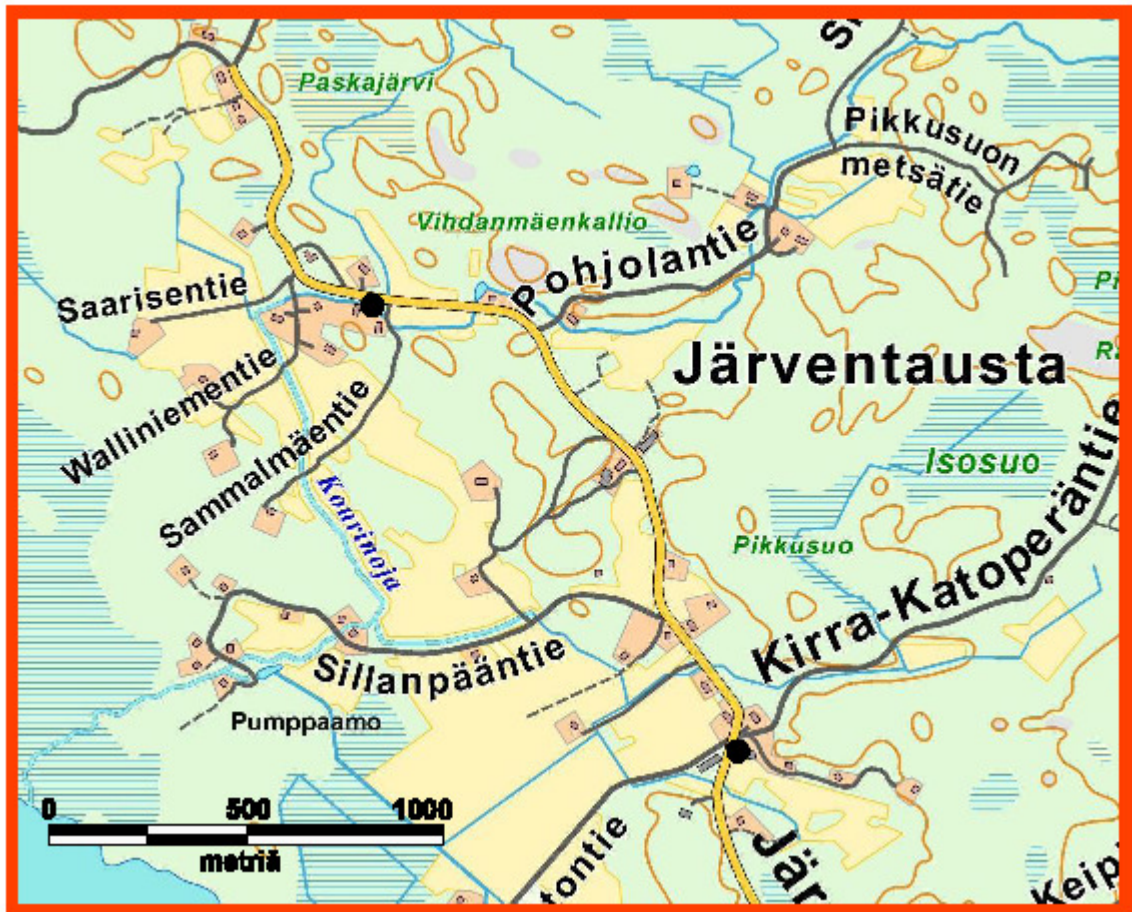 Paskajärvi
Pikkusuon
metsätie
Vihdanmäenkallio
Pohjolantie
Saarisentie
Järventausta
Walliniementie
Sammalmäentie
Isosuo
Kourinoja
Pikkusuo
Kirra-Katoperäntie
Sillanpääntie
Pumppaamo
0 500 1000
metriä